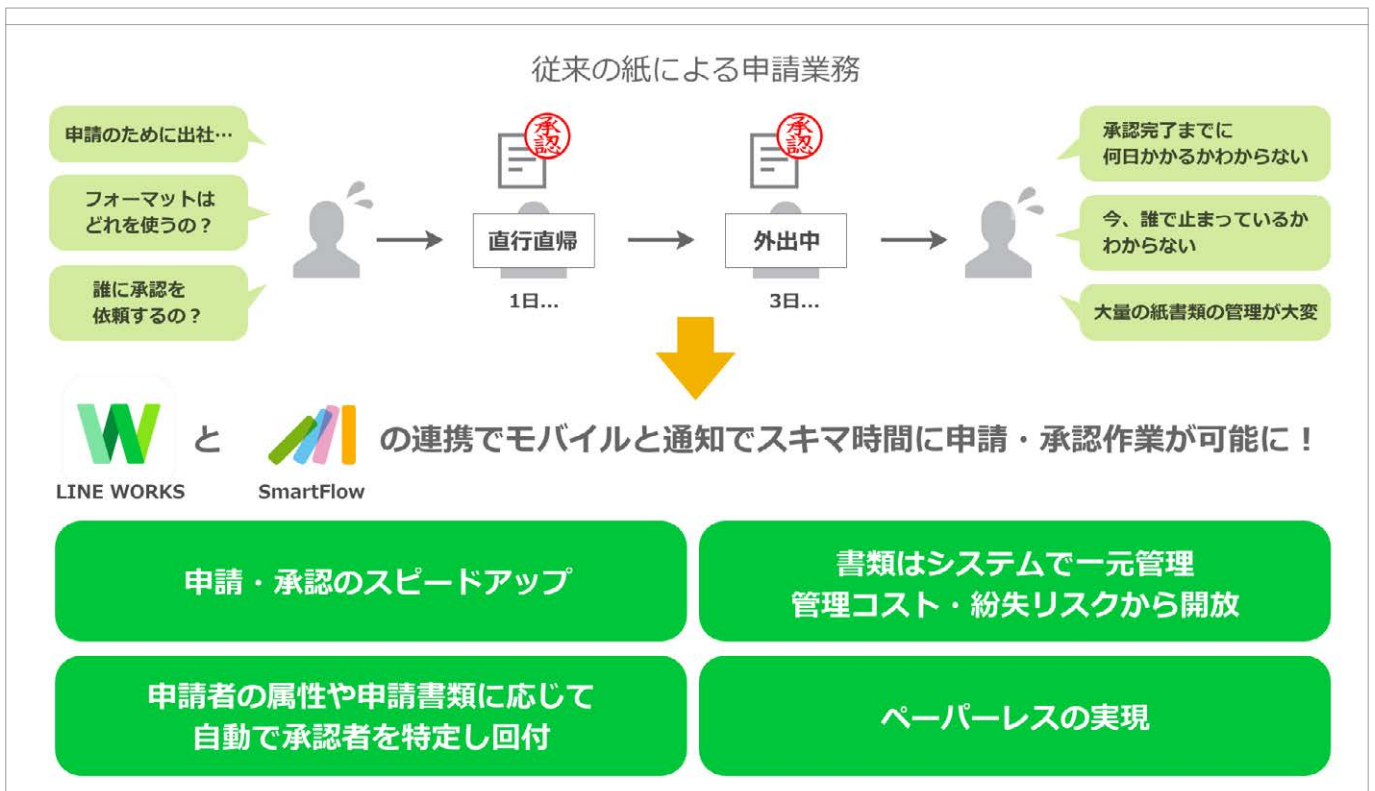 従来の紙による申請業務
申請のために出社…
フォーマットは
どれを使うの？
誰に承認を
依頼するの？
承認
直行直帰
1日…
承認
外出中
3日…
承認完了までに
何日かかるかわからない
今、誰で止まっているか
わからない
大量の紙書類の管理が大変
と
の連携でモバイルと通知でスキマ時間に申請・承認作業が可能に！
LINE WORKS
SmartFlow
申請・承認のスピードアップ
書類はシステムで一元管理
管理コスト・紛失リスクから開放
申請者の属性や申請書類に応じて
自動で承認者を特定し回付
ペーパーレスの実現